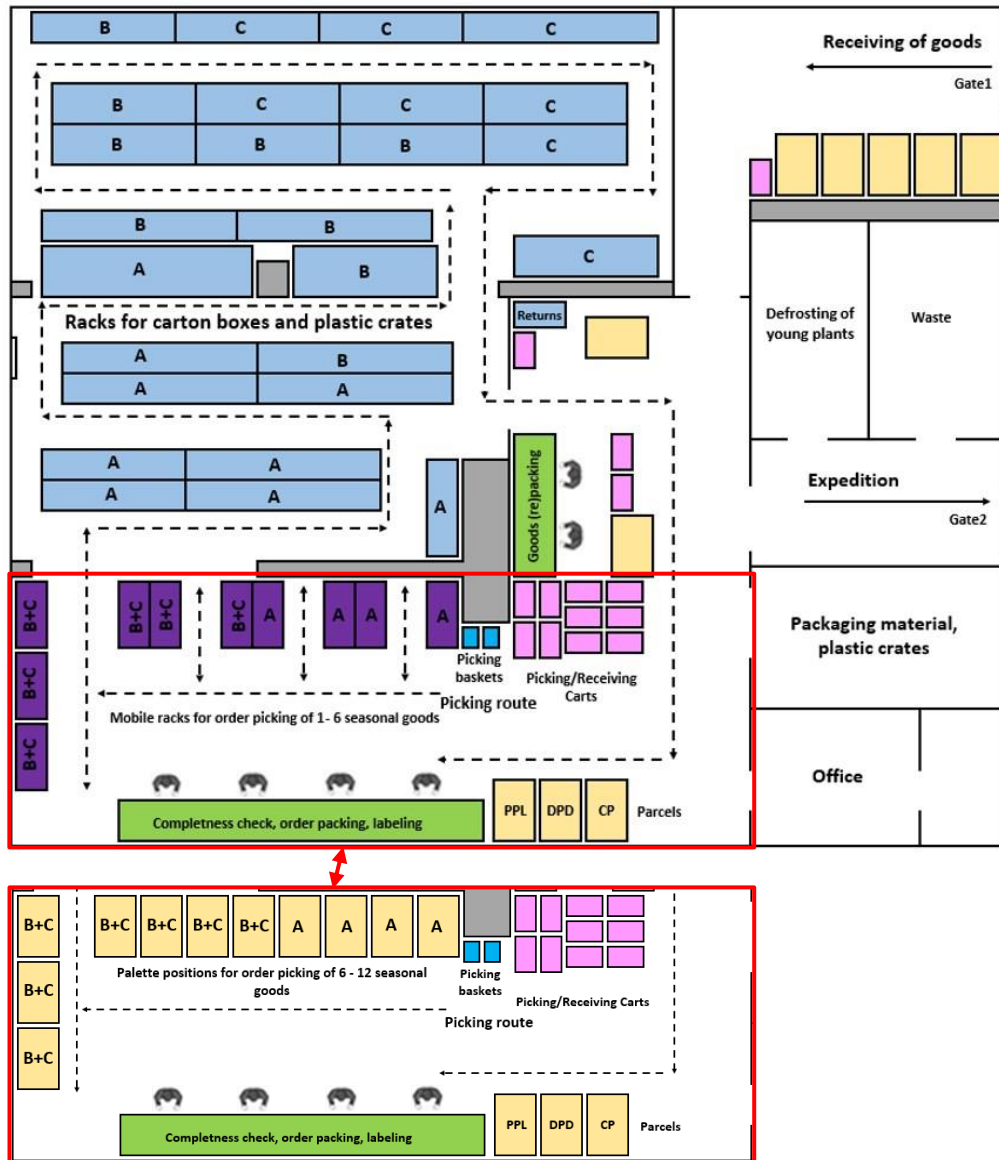 B C C C
Receiving of goods
Gate1
B C C C
B B B C
B B
A B
C
Racks for carton boxes and plastic crates
Returns
Defrosting of
young plants
Waste
A B
A A
A A
A A
A
Goods (re)packing
Expedition
Gate2
B+C
B+C
B+C
B+C
B+C
B+C
A
A
A
A
Picking
baskets
Picking/Receiving
Carts
Packaging material,
plastic crates
Picking route
Mobile racks for order picking of 1- 6 seasonal goods
Office
Completness check, order packing, labeling
PPL DPD CP Parcels
B+C B+C B+C B+C B+C A A A A
Palette positions for order picking of 6 - 12 seasonal
goods
Picking
baskets
Picking/Receiving Carts
B+C
Picking route
B+C
Completness check, order packing, labeling
PPL DPD CP Parcels